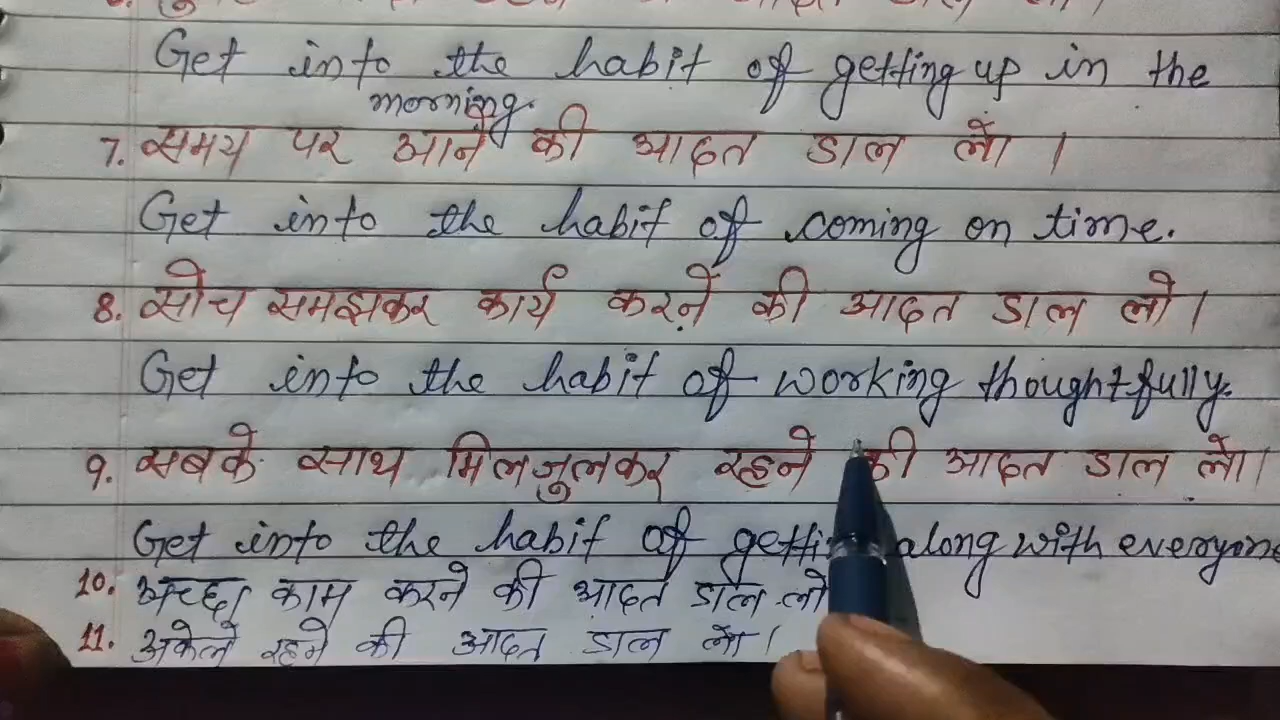 Get into the habit of getting up in the
morning.
7. समय पर आने की आदत डाल लो ।
Get into the habit of coming on time.
8. सोच समझकर कार्य करने की आदत डाल लो ।
Get into the habit of working thoughtfully.
9. सबके साथ मिलजुलकर रहने की आदत डाल लो ।
Get into the habit of along with everyone
10. अच्छा काम करने की आदत डाल लो
11. अकेले रहने की आदत डाल लो ।